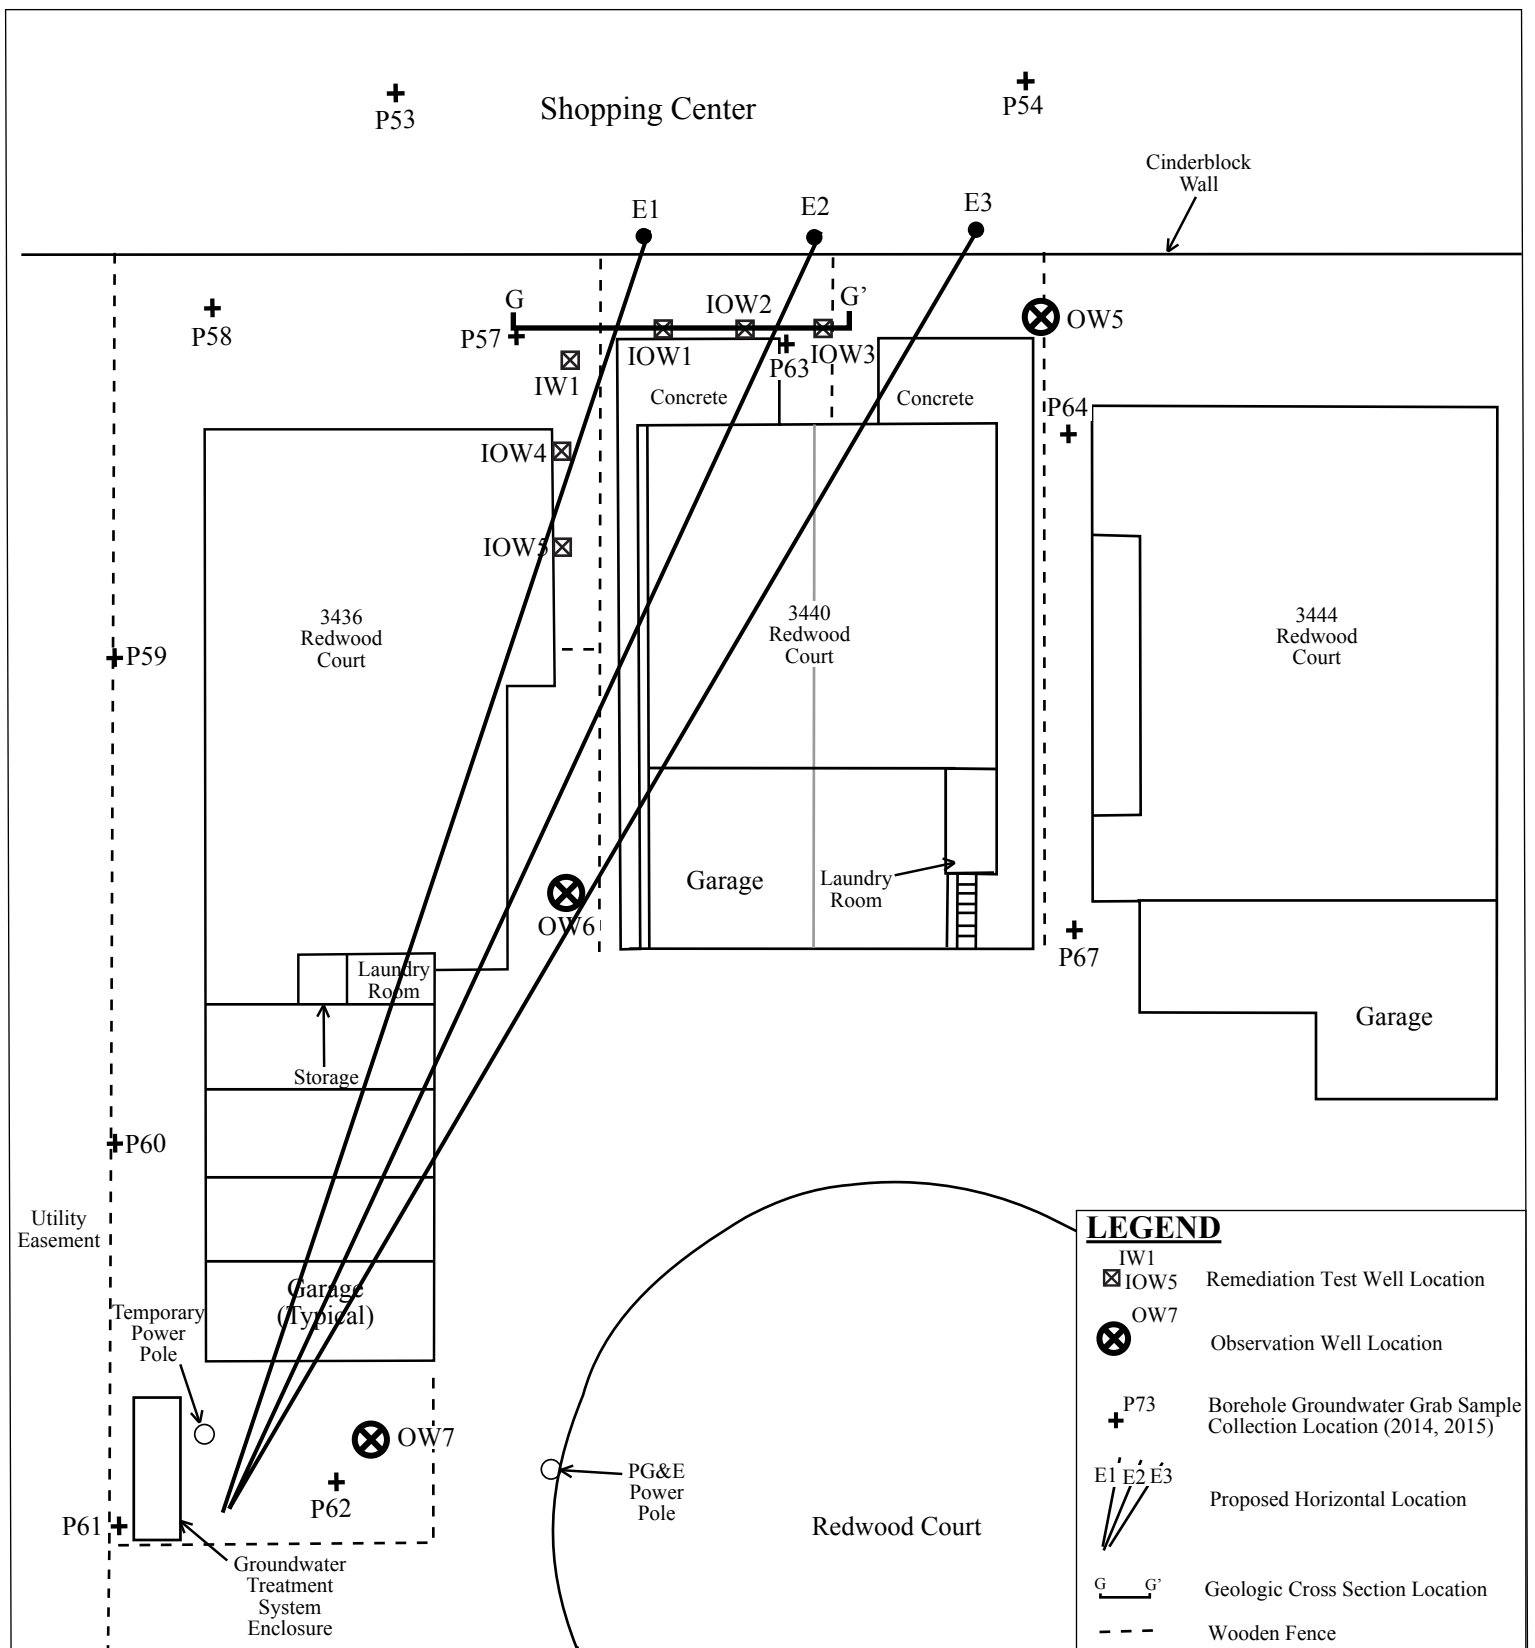 P53
Shopping Center
P54
Cinderblock
Wall
E1
E2
E3
G
IOW2
G’
OW5
P58
P57
IOW1
P63
IOW3
IW1
Concrete
Concrete
P64
IOW4
IOW5
3436
Redwood
Court
3440
Redwood
Court
3444
Redwood
Court
P59
Garage
Laundry
Room
OW6
P67
Laundry
Room
Garage
Storage
P60
Utility
Easement
Garage
(Typical)
Temporary
Power
Pole
OW7
P62
P61
PG&E
Power
Pole
Redwood Court
Groundwater
Treatment
System
Enclosure
LEGEND
IW1
IOW5
Remediation Test Well Location
OW7
Observation Well Location
P73
Borehole Groundwater Grab Sample
Collection Location (2014, 2015)
E1 E2 E3
Proposed Horizontal Location
G G’
Geologic Cross Section Location
Wooden Fence